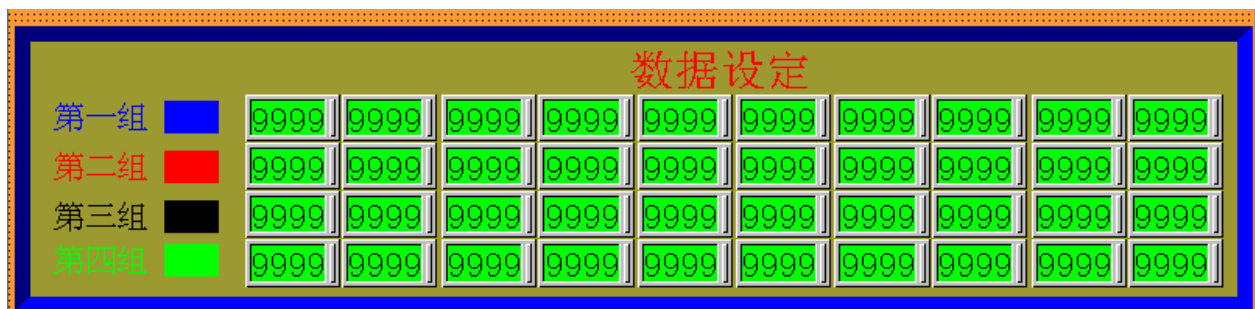 数据设定
第一组 9999 9999 9999 9999 9999 9999 9999 9999 9999 9999
第二组 9999 9999 9999 9999 9999 9999 9999 9999 9999 9999
第三组 9999 9999 9999 9999 9999 9999 9999 9999 9999 9999
第四组 9999 9999 9999 9999 9999 9999 9999 9999 9999 9999